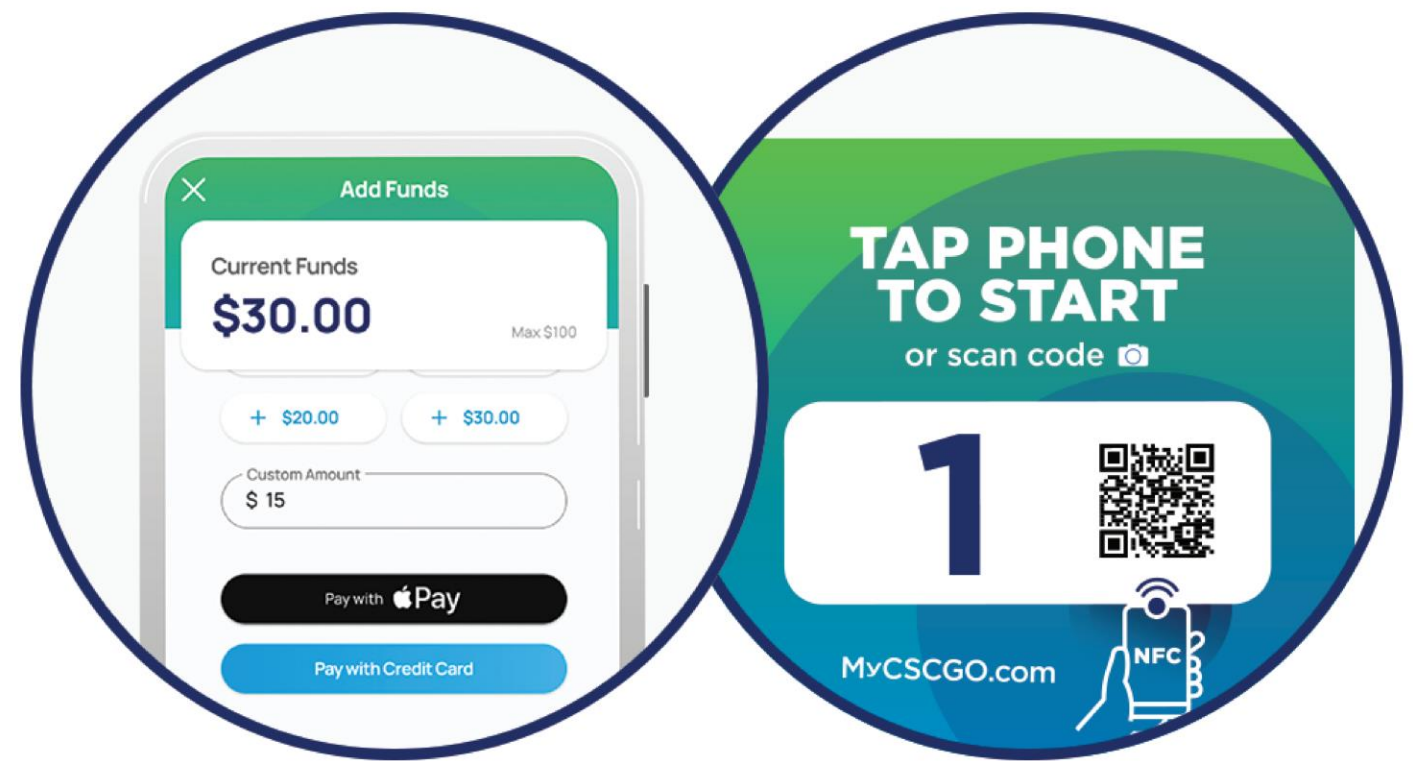 Add Funds
Current Funds
$30.00
Max $100
+ $20.00
+ $30.00
Custom Amount
$ 15
Pay with Pay
Pay with Credit Card
TAP PHONE
TO START
or scan code
1
MyCSCGO.com
NFC